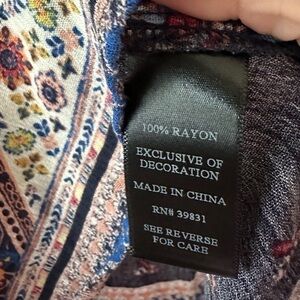 100% RAYON
EXCLUSIVE OF
DECORATION
MADE IN CHINA
RN# 39831
SEE REVERSE
FOR CARE